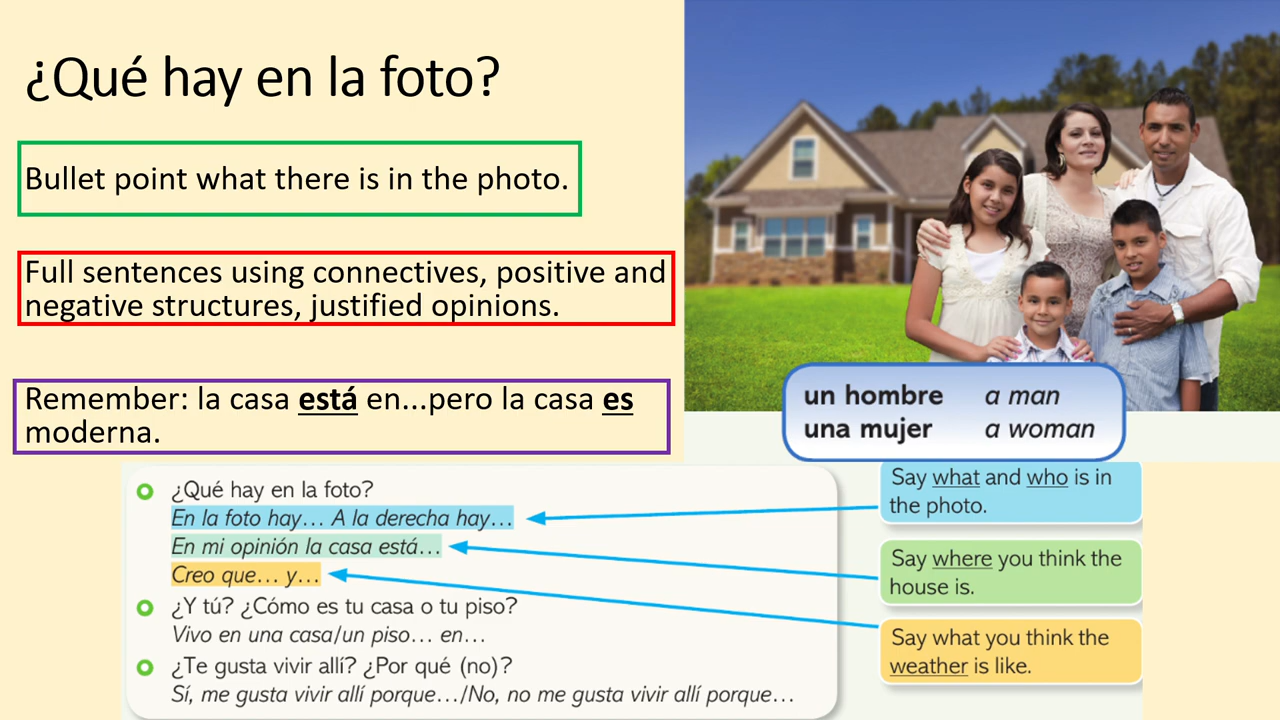 ¿Qué hay en la foto?
Bullet point what there is in the photo.
Full sentences using connectives, positive and
negative structures, justified opinions.
Remember: la casa está en...pero la casa es
moderna.
un hombre a man
una mujer a woman
¿Qué hay en la foto?
En la foto hay… A la derecha hay…
En mi opinión la casa está…
Creo que… y…
¿Y tú? ¿Cómo es tu casa o tu piso?
Vivo en una casa/un piso… en…
¿Te gusta vivir allí? ¿Por qué (no)?
Sí, me gusta vivir allí porque…/No, no me gusta vivir allí porque…
Say what and who is in
the photo.
Say where you think the
house is.
Say what you think the
weather is like.